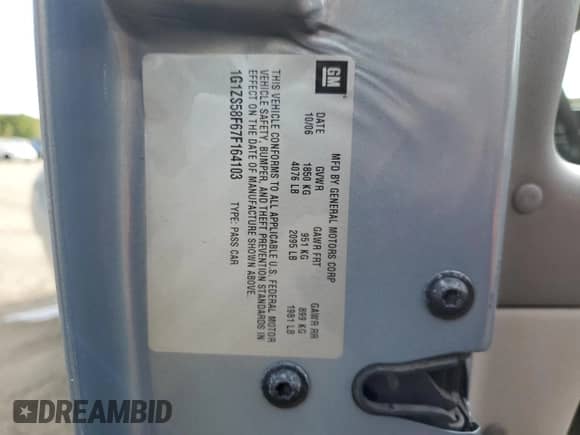 GM
MFD BY GENERAL MOTORS CORP
DATE GVWR GAWR FRT GAWR RR
10/06 1850 KG 951 KG 899 KG
4076 LB 2095 LB 1981 LB
THIS VEHICLE CONFORMS TO ALL APPLICABLE U.S. FEDERAL MOTOR
VEHICLE SAFETY, BUMPER, AND THEFT PREVENTION STANDARDS IN
EFFECT ON THE DATE OF MANUFACTURE SHOWN ABOVE.
1G1ZS58F67F164103 TYPE: PASS CAR
DREAMBID